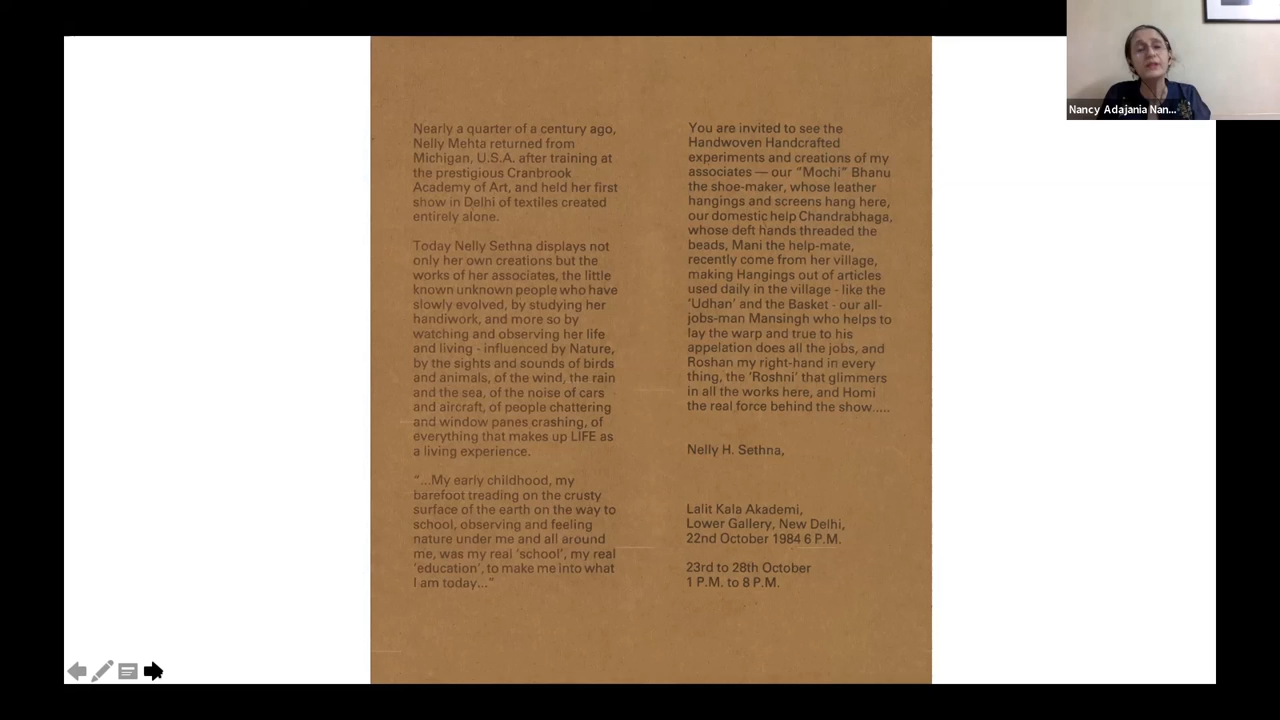 Nearly a quarter of a century ago,
Nelly Mehta returned from
Michigan, U.S.A. after training at
the prestigious Cranbrook
Academy of Art, and held her first
show in Delhi of textiles created
entirely alone.
Today Nelly Sethna displays not
only her own creations but the
works of her associates, the little
known unknown people who have
slowly evolved, by studying her
handiwork, and more so by
watching and observing her life
and living - influenced by Nature,
by the sights and sounds of birds
and animals, of the wind, the rain
and the sea, of the noise of cars
and aircraft, of people chattering
and window panes crashing, of
everything that makes up LIFE as
a living experience.
“...My early childhood, my
barefoot treading on the crusty
surface of the earth on the way to
school, observing and feeling
nature under me and all around
me, was my real ‘school’, my real
‘education’, to make me into what
I am today...”
You are invited to see the
Handwoven Handcrafted
experiments and creations of my
associates — our “Mochi” Bhanu
the shoe-maker, whose leather
hangings and screens hang here,
our domestic help Chandrabhaga,
whose deft hands threaded the
beads, Mani the help-mate,
recently come from her village,
making Hangings out of articles
used daily in the village - like the
‘Udhan’ and the Basket - our all-
jobs-man Mansingh who helps to
lay the warp and true to his
appelation does all the jobs, and
Roshan my right-hand in every
thing, the ‘Roshni’ that glimmers
in all the works here, and Homi
the real force behind the show.....
Nelly H. Sethna,
Lalit Kala Akademi,
Lower Gallery, New Delhi,
22nd October 1984 6 P.M.
23rd to 28th October
1 P.M. to 8 P.M.
Nancy Adajania Nan...